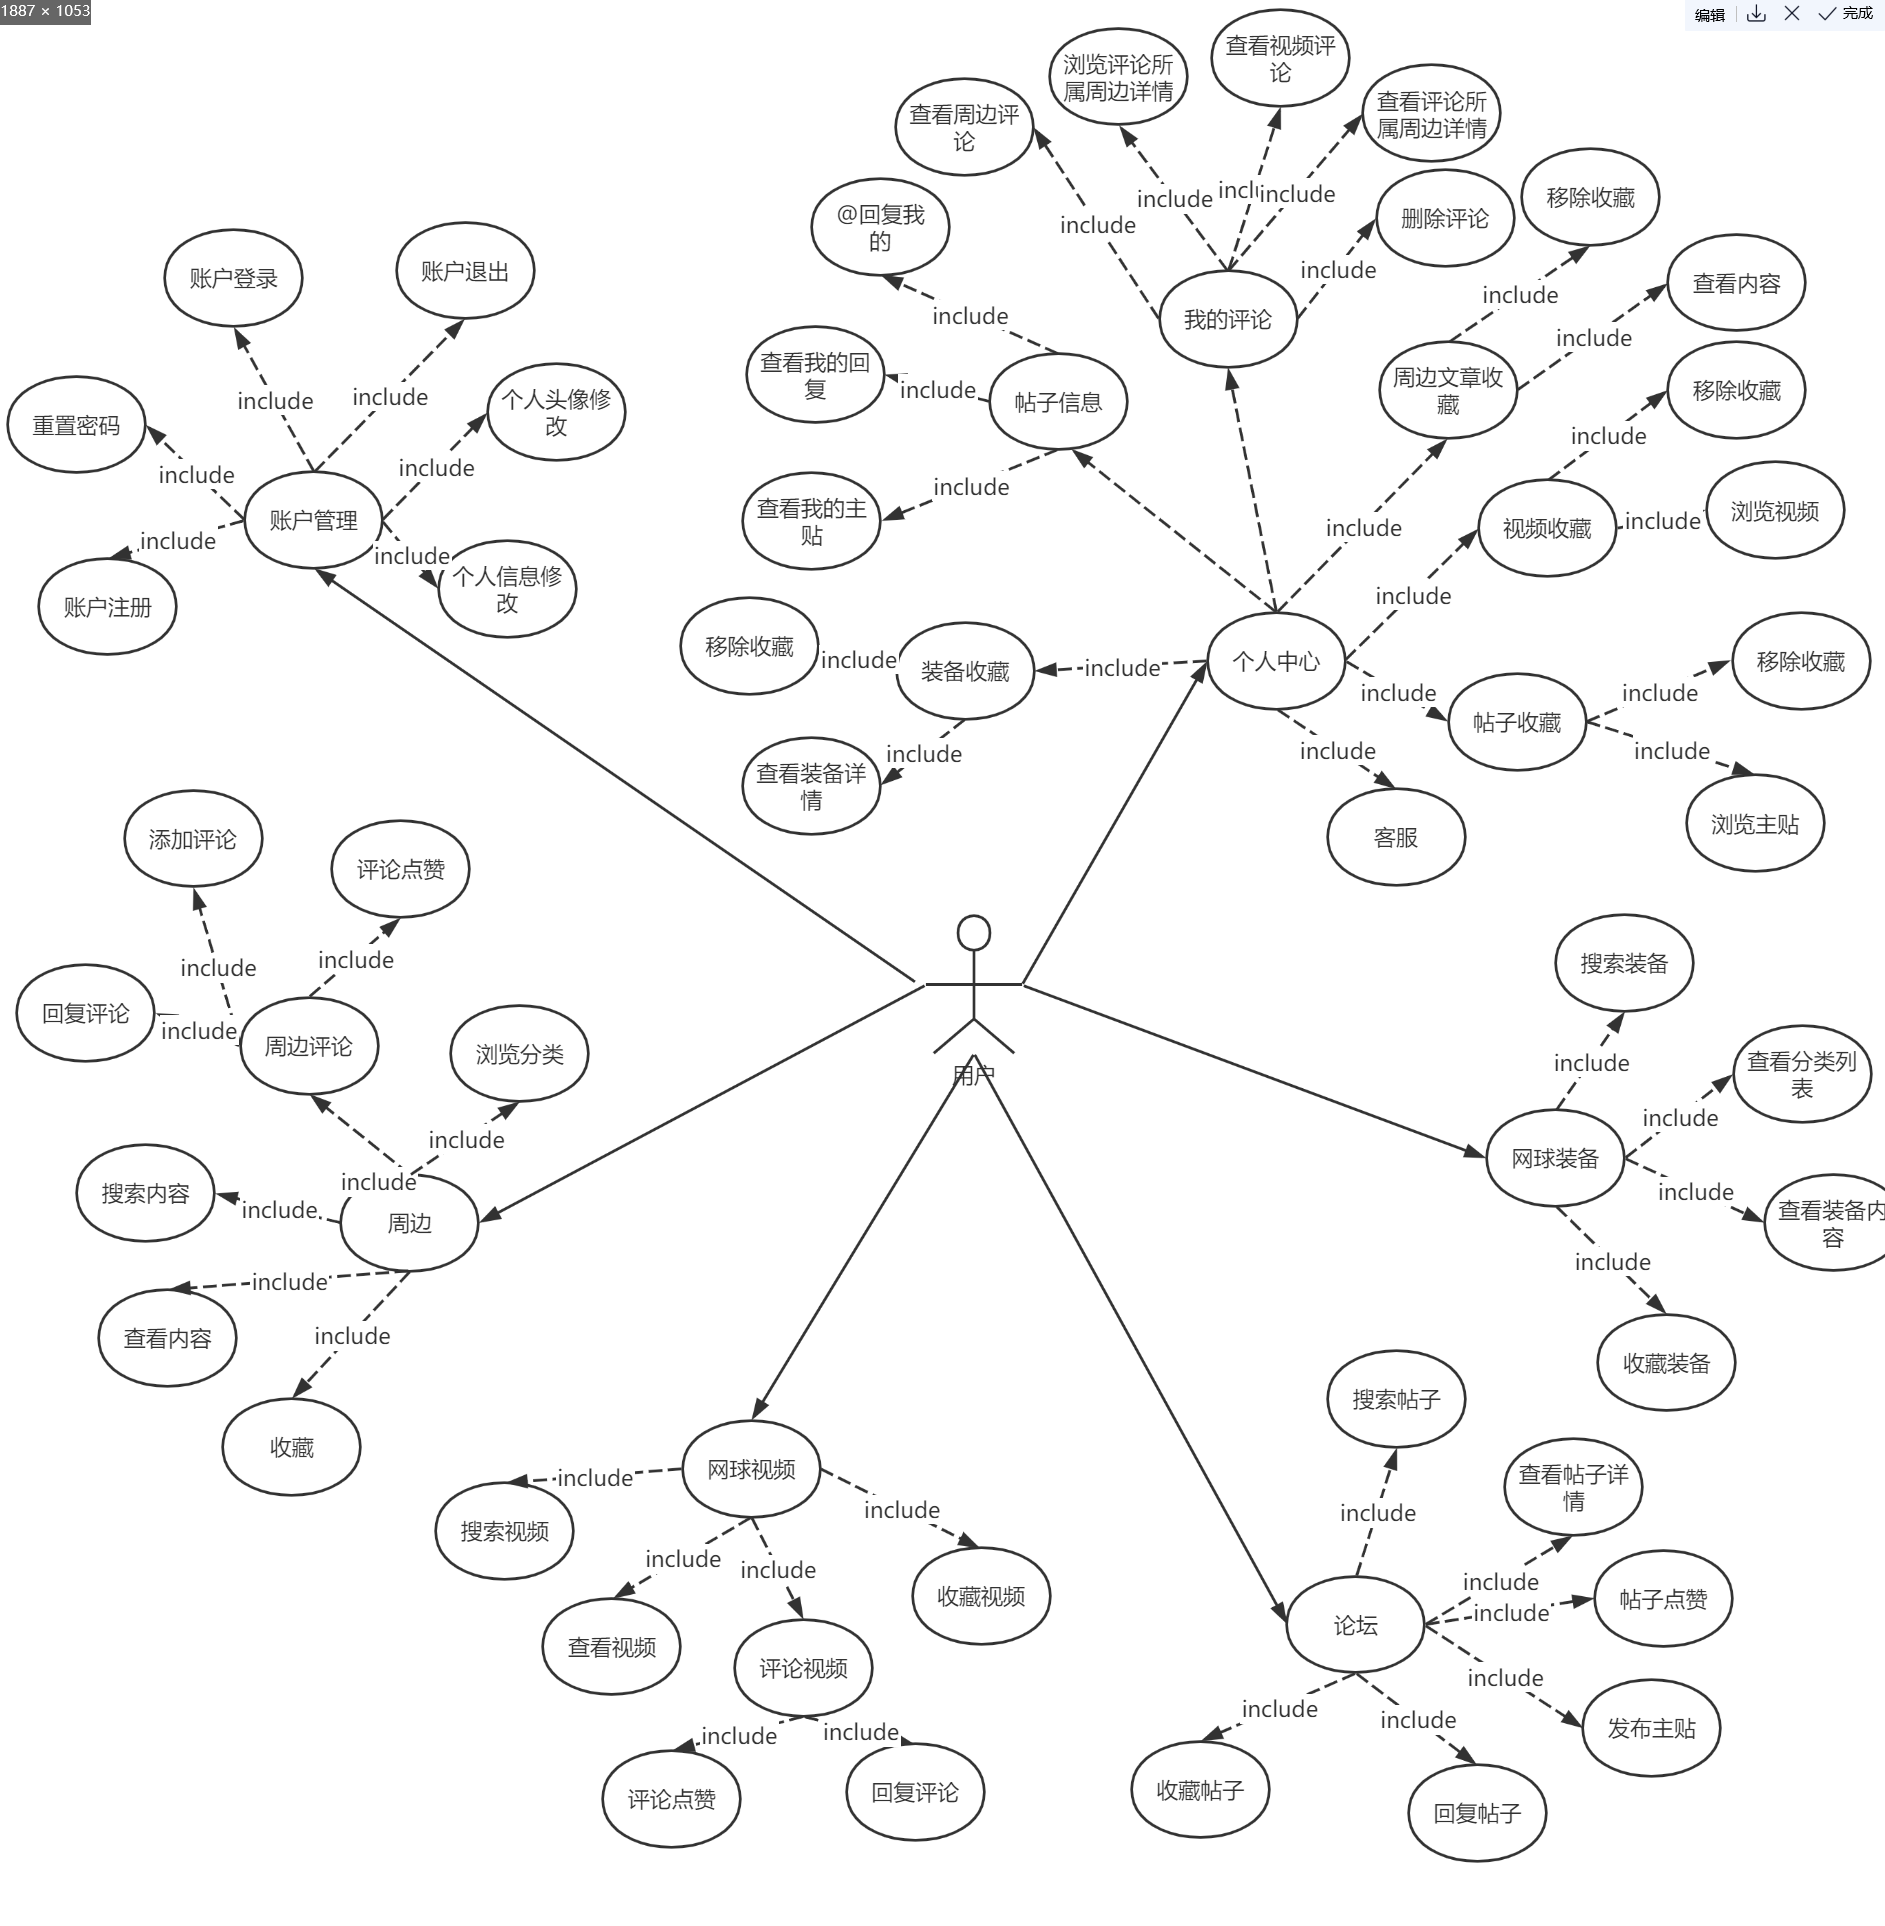 1887 × 1053
编辑
完成
查看视频评
论
浏览评论所
属周边详情
查看评论所
属周边详情
查看周边评
论
移除收藏
@回复我
的
删除评论
include
incl
include
include
账户登录
账户退出
include
查看内容
include
include
我的评论
include
include
查看我的回
复
include
帖子信息
周边文章收
藏
移除收藏
重置密码
include
include
个人头像修
改
include
include
include
include
查看我的主
贴
账户管理
include
视频收藏
include
浏览视频
include
include
个人信息修
改
账户注册
include
移除收藏
include
装备收藏
include
个人中心
include
帖子收藏
include
移除收藏
include
查看装备详
情
include
include
浏览主贴
客服
添加评论
评论点赞
include
include
搜索装备
回复评论
include
周边评论
浏览分类
用户
include
查看分类列
表
include
include
网球装备
include
搜索内容
include
include
周边
查看装备内
容
include
include
查看内容
include
收藏装备
收藏
搜索帖子
网球视频
include
include
include
查看帖子详
情
搜索视频
include
include
收藏视频
include
include
帖子点赞
论坛
查看视频
评论视频
include
include
include
include
include
发布主贴
评论点赞
回复评论
收藏帖子
回复帖子